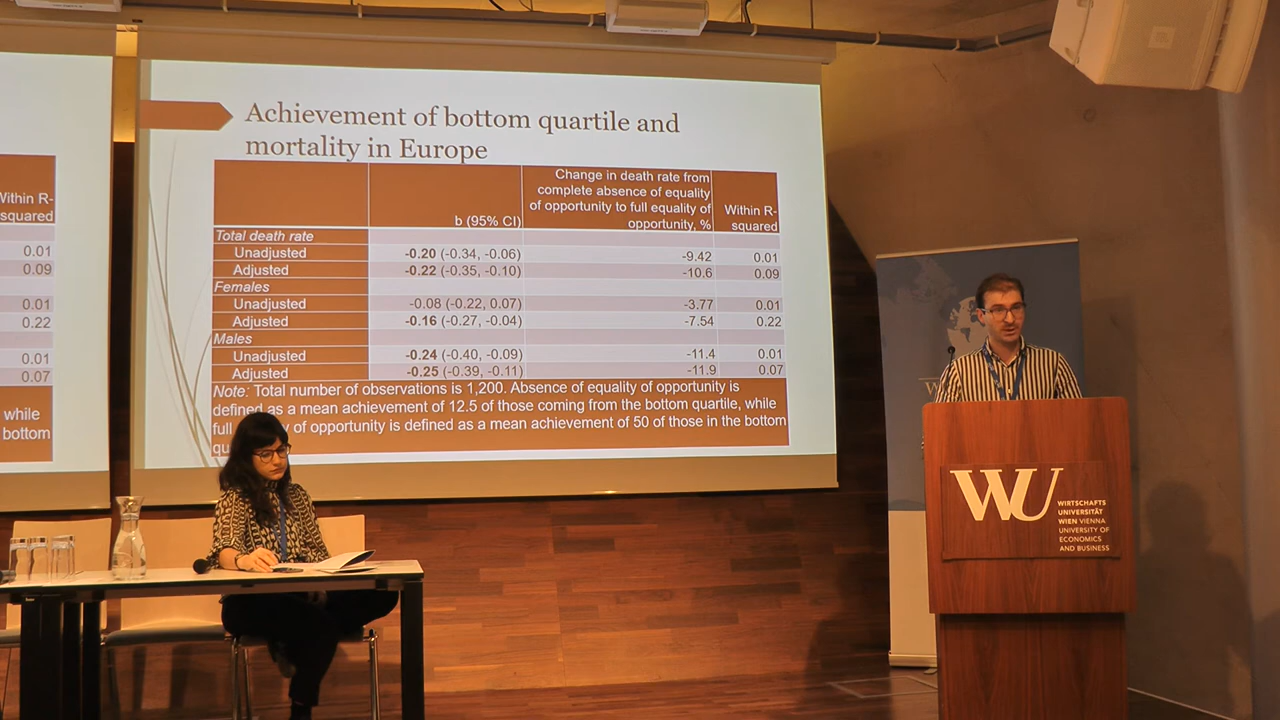 Within R-
squared
0.01
0.09
0.01
0.22
0.01
0.07
while
bottom
Achievement of bottom quartile and
mortality in Europe
b (95% CI)
Change in death rate from
complete absence of equality
of opportunity to full equality of
opportunity, %
Within R-
squared
Total death rate
Unadjusted -0.20 (-0.34, -0.06) -9.42 0.01
Adjusted -0.22 (-0.35, -0.10) -10.6 0.09
Females
Unadjusted -0.08 (-0.22, 0.07) -3.77 0.01
Adjusted -0.16 (-0.27, -0.04) -7.54 0.22
Males
Unadjusted -0.24 (-0.40, -0.09) -11.4 0.01
Adjusted -0.25 (-0.39, -0.11) -11.9 0.07
Note: Total number of observations is 1,200. Absence of equality of opportunity is
defined as a mean achievement of 12.5 of those coming from the bottom quartile, while
full of opportunity is defined as a mean achievement of 50 of those in the bottom
WU
WIRTSCHAFTS
UNIVERSITÄT
WIEN VIENNA
UNIVERSITY OF
ECONOMICS
AND BUSINESS